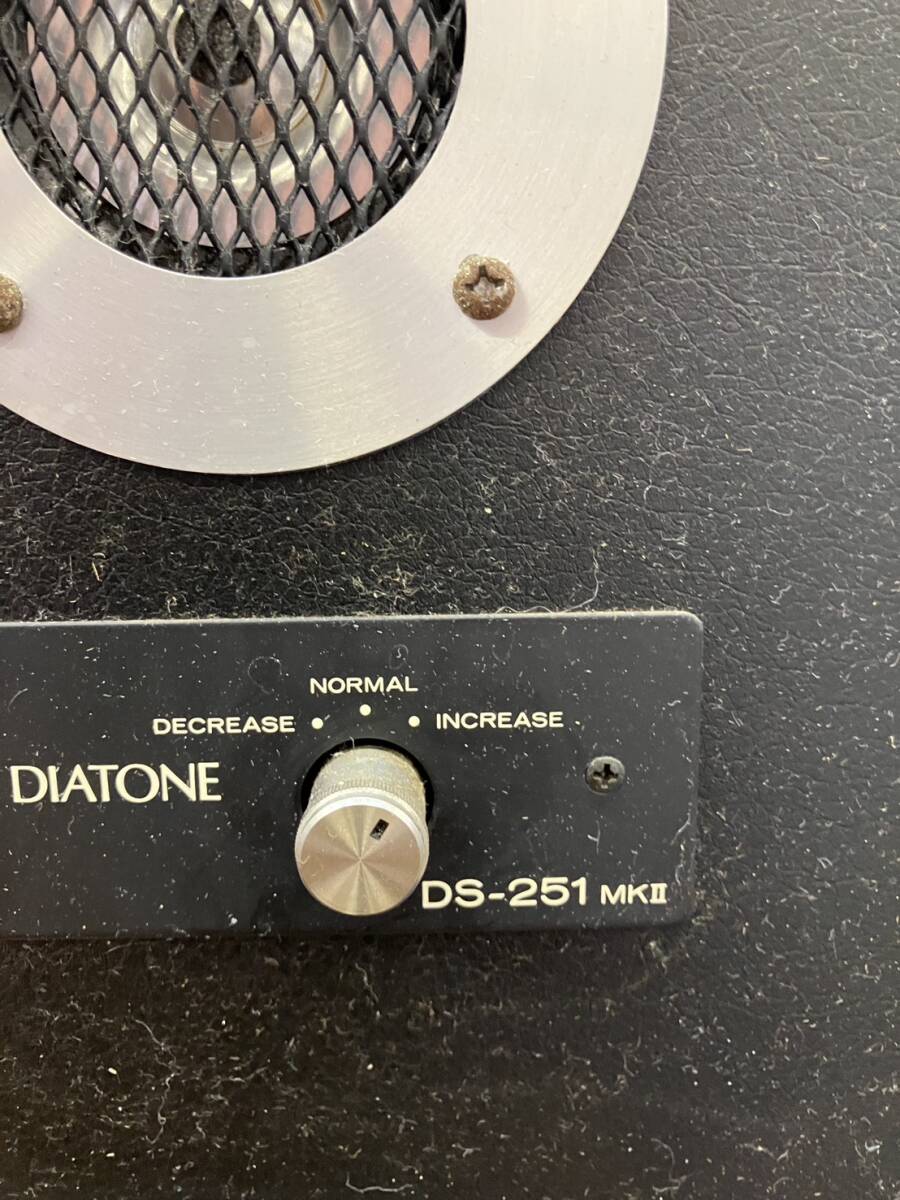 NORMAL
DECREASE • • • INCREASE
DIATONE
DS-251 MKII